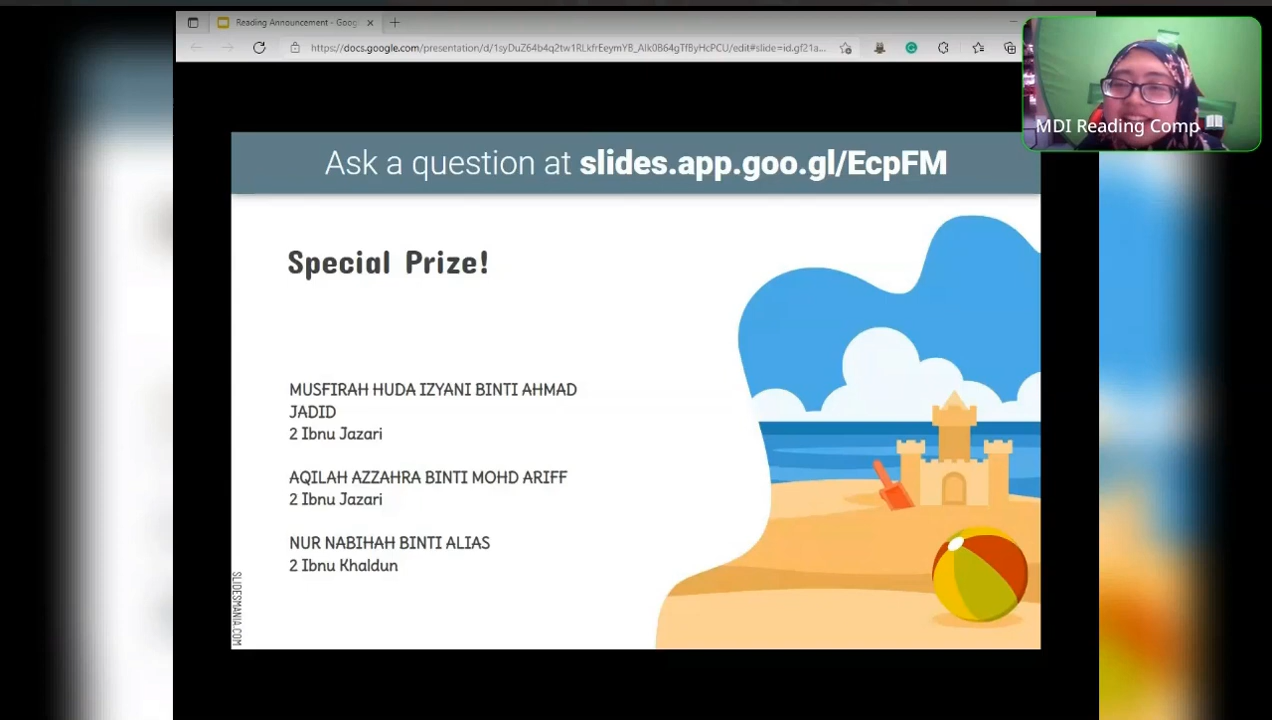 Reading Announcement - Goog
https://docs.google.com/presentation/d/1syDuZ64b4q2tw1RLkfrEeymYB_AIk0B64gTfByHcPCU/edit#slide=id.gf21a...
MDI Reading Comp
Ask a question at slides.app.goo.gl/EcpFM
Special Prize!
MUSFIRAH HUDA IZYANI BINTI AHMAD
JADID
2 Ibnu Jazari
AQILAH AZZAHRA BINTI MOHD ARIFF
2 Ibnu Jazari
NUR NABIHAH BINTI ALIAS
2 Ibnu Khaldun
SLIDESMANIA.COM